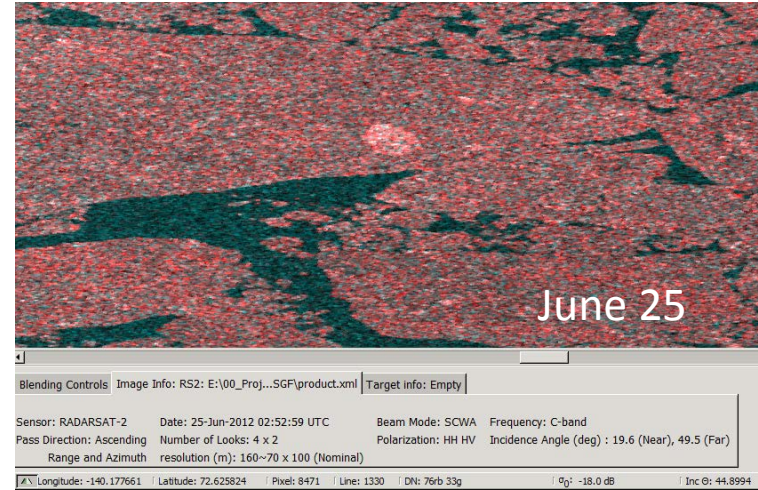 June 25
Blending Controls Image Info: RS2: E:\00_Proj...SGF\product.xml Target info: Empty
Sensor: RADARSAT-2 Date: 25-Jun-2012 02:52:59 UTC Beam Mode: SCWA Frequency: C-band
Pass Direction: Ascending Number of Looks: 4 x 2 Polarization: HH HV Incidence Angle (deg) : 19.6 (Near), 49.5 (Far)
Range and Azimuth resolution (m): 160~70 x 100 (Nominal)
Longitude: -140.177661 Latitude: 72.625824 Pixel: 8471 Line: 1330 DN: 76rb 33g σ0: -18.0 dB Inc Θ: 44.8994